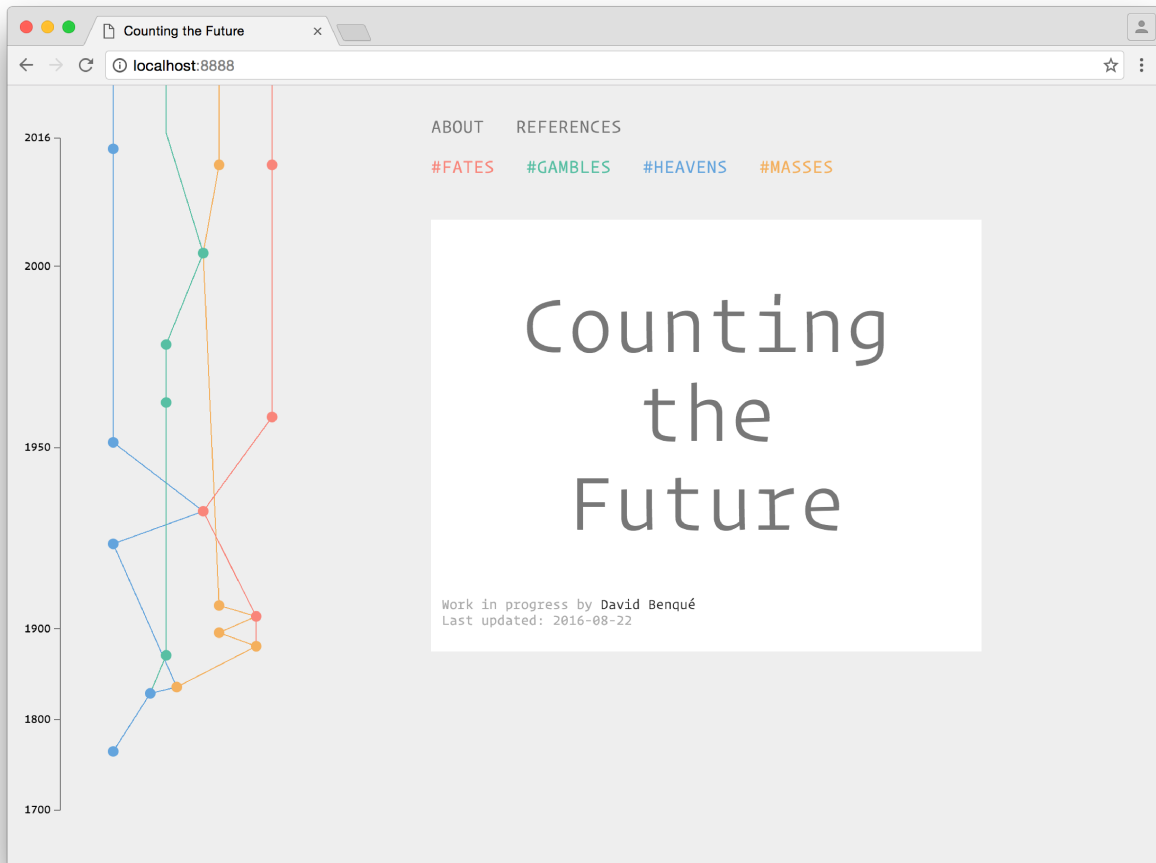 Counting the Future
localhost:8888
ABOUT REFERENCES
#FATES #GAMBLES #HEAVENS #MASSES
2016
2000
1950
1900
1800
1700
Counting
the
Future
Work in progress by David Benqué
Last updated: 2016-08-22